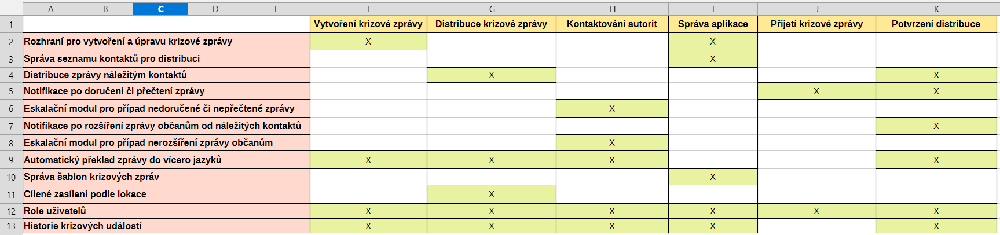 A B C D E F G H I J K
1 Vytvoření krizové zprávy Distribuce krizové zprávy Kontaktování autorit Správa aplikace Přijetí krizové zprávy Potvrzení distribuce
2 Rozhraní pro vytvoření a úpravu krizové zprávy X X
3 Správa seznamu kontaktů pro distribuci X
4 Distribuce zprávy náležitým kontaktů X X
5 Notifikace po doručení či přečtení zprávy X X
6 Eskalační modul pro případ nedoručené či nepřečtené zprávy X
7 Notifikace po rozšíření zprávy občanům od náležitých kontaktů X
8 Eskalační modul pro případ nerozšíření zprávy občanům X
9 Automatický překlad zprávy do vícero jazyků X X X X
10 Správa šablon krizových zpráv X
11 Cílené zasílaní podle lokace X
12 Role uživatelů X X X X X X
13 Historie krizových událostí X X X X X